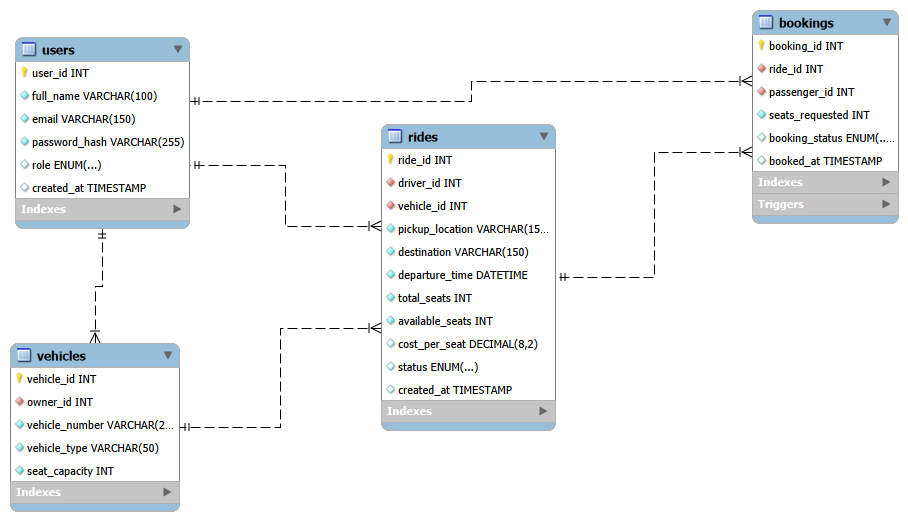 users
user_id INT
full_name VARCHAR(100)
email VARCHAR(150)
password_hash VARCHAR(255)
role ENUM(...)
created_at TIMESTAMP
Indexes
bookings
booking_id INT
ride_id INT
passenger_id INT
seats_requested INT
booking_status ENUM(...
booked_at TIMESTAMP
Indexes
Triggers
rides
ride_id INT
driver_id INT
vehicle_id INT
pickup_location VARCHAR(15...
destination VARCHAR(150)
departure_time DATETIME
total_seats INT
available_seats INT
cost_per_seat DECIMAL(8,2)
status ENUM(...)
created_at TIMESTAMP
Indexes
vehicles
vehicle_id INT
owner_id INT
vehicle_number VARCHAR(2...
vehicle_type VARCHAR(50)
seat_capacity INT
Indexes